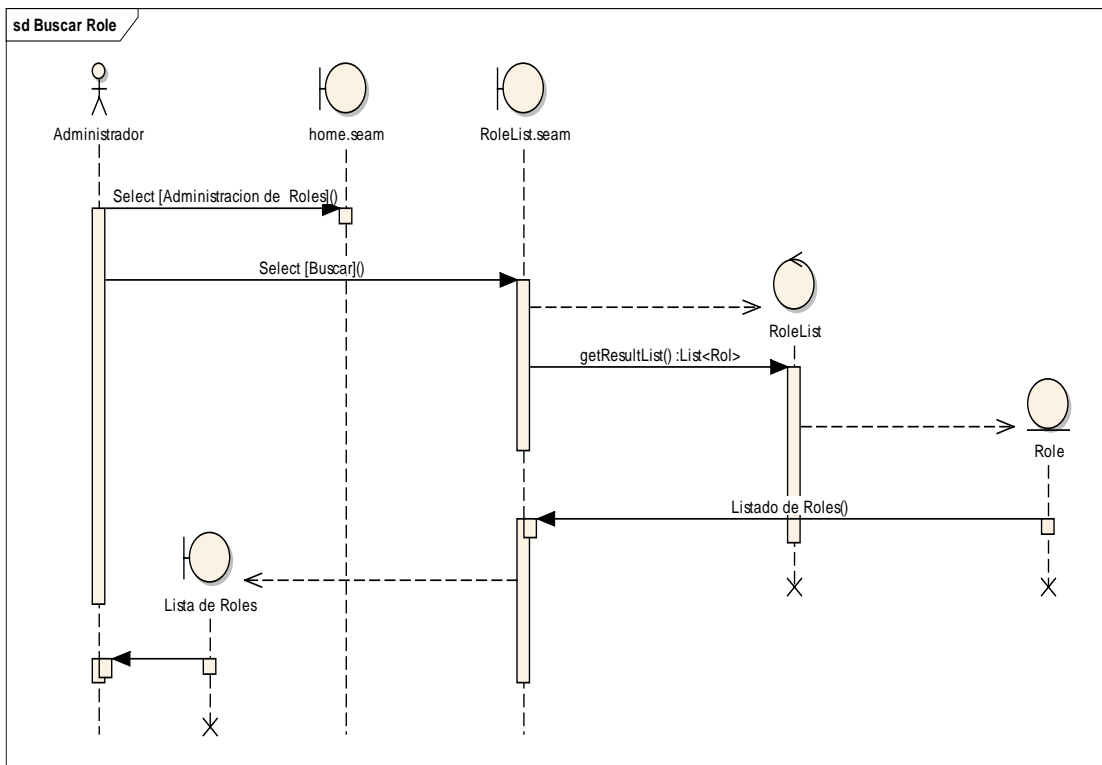 sd Buscar Role
Administrador
home.seam
RoleList.seam
Select [Administracion de Roles]()
Select [Buscar]()
RoleList
getResultList() :List<Rol>
Role
Listado de Roles()
Lista de Roles